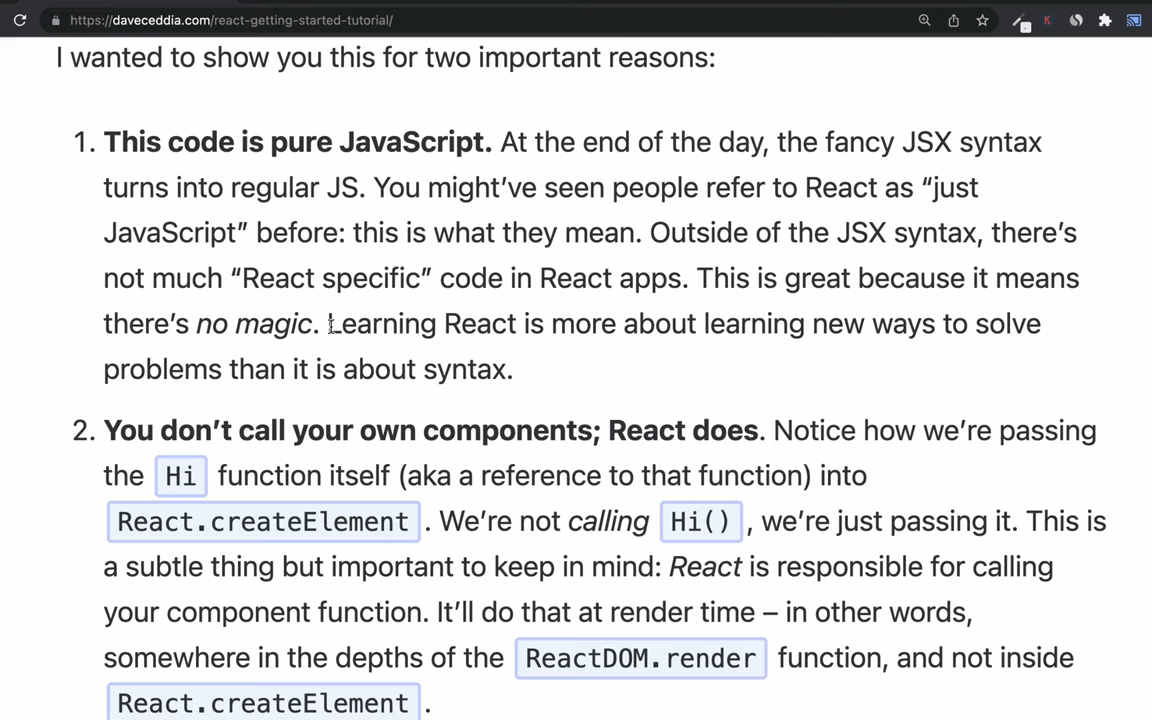 https://daveceddia.com/react-getting-started-tutorial/
I wanted to show you this for two important reasons:
1. This code is pure JavaScript. At the end of the day, the fancy JSX syntax
turns into regular JS. You might’ve seen people refer to React as “just
JavaScript” before: this is what they mean. Outside of the JSX syntax, there’s
not much “React specific” code in React apps. This is great because it means
there’s no magic. Learning React is more about learning new ways to solve
problems than it is about syntax.
2. You don’t call your own components; React does. Notice how we’re passing
the Hi function itself (aka a reference to that function) into
React.createElement . We’re not calling Hi() , we’re just passing it. This is
a subtle thing but important to keep in mind: React is responsible for calling
your component function. It’ll do that at render time – in other words,
somewhere in the depths of the ReactDOM.render function, and not inside
React.createElement .